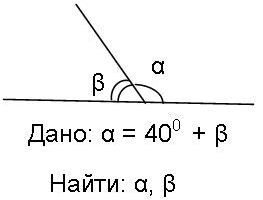 β α
Дано: α = 40⁰ + β
Найти: α, β